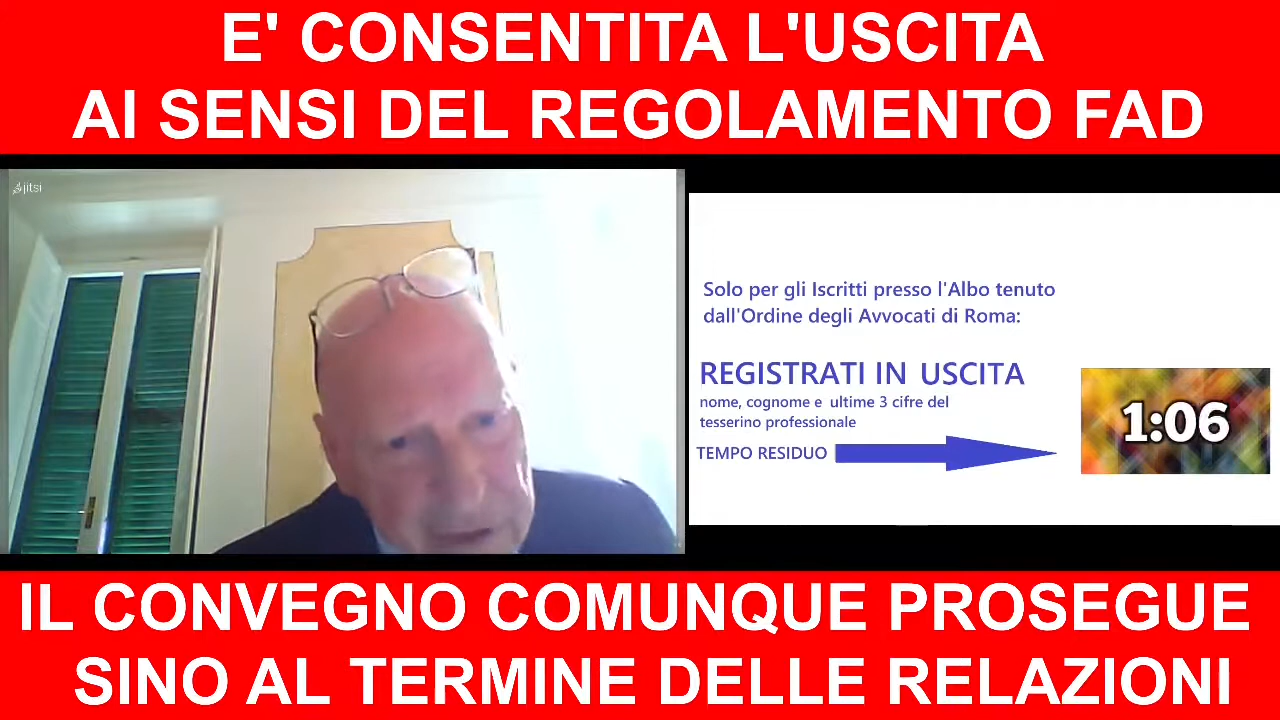 E' CONSENTITA L'USCITA
AI SENSI DEL REGOLAMENTO FAD
jitsi
Solo per gli Iscritti presso l'Albo tenuto
dall'Ordine degli Avvocati di Roma:
REGISTRATI IN USCITA
nome, cognome e ultime 3 cifre del
tesserino professionale
TEMPO RESIDUO
1:06
IL CONVEGNO COMUNQUE PROSEGUE
SINO AL TERMINE DELLE RELAZIONI